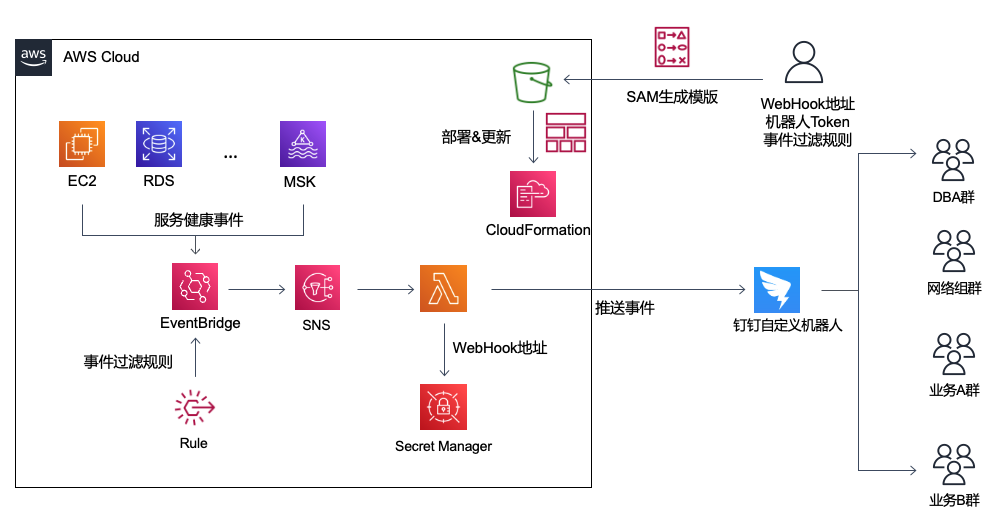 aws
AWS Cloud
SAM生成模版
WebHook地址
机器人Token
事件过滤规则
部署&更新
EC2
RDS
...
MSK
CloudFormation
服务健康事件
DBA群
网络组群
EventBridge
SNS
推送事件
钉钉自定义机器人
WebHook地址
事件过滤规则
业务A群
Rule
Secret Manager
业务B群